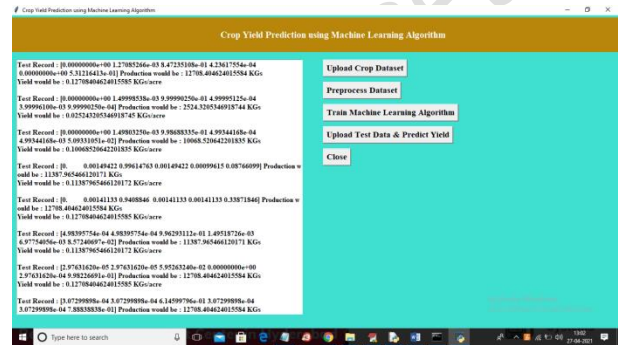 Crop Yield Prediction using Machine Learning Algorithm
Crop Yield Prediction using Machine Learning Algorithm
Test Record : [0.00000000e+00 1.27085266e-03 8.47235108e-01 4.23617554e-04
0.00000000e+00 5.31216413e-01] Production would be : 12708.404624015584 KGs
Yield would be : 0.12708404624015585 KGs/acre
Test Record : [0.00000000e+00 1.49998538e-03 9.99990250e-01 4.99995125e-04
3.99996100e-03 9.99990250e-04] Production would be : 2524.3205346918744 KGs
Yield would be : 0.025243205346918745 KGs/acre
Test Record : [0.00000000e+00 1.49803250e-03 9.98688335e-01 4.99344168e-04
4.99344168e-03 5.09331051e-02] Production would be : 10068.520642201835 KGs
Yield would be : 0.10068520642201835 KGs/acre
Test Record : [0. 0.00149422 0.99614763 0.00149422 0.00099615 0.08766099] Production w
ould be : 11387.965466120171 KGs
Yield would be : 0.11387965466120172 KGs/acre
Test Record : [0. 0.00141133 0.9408846 0.00141133 0.00141133 0.33871846] Production w
ould be : 12708.404624015584 KGs
Yield would be : 0.12708404624015585 KGs/acre
Test Record : [4.98395754e-04 4.98395754e-04 9.96293112e-01 1.49518726e-03
6.97754056e-03 8.57240697e-02] Production would be : 11387.965466120171 KGs
Yield would be : 0.11387965466120172 KGs/acre
Test Record : [2.97631620e-05 2.97631620e-05 5.95263240e-02 0.00000000e+00
2.97631620e-04 9.98226691e-01] Production would be : 12708.404624015584 KGs
Yield would be : 0.12708404624015585 KGs/acre
Test Record : [3.07299898e-04 3.07299898e-04 6.14599796e-01 3.07299898e-04
3.07299898e-04 7.88838838e-01] Production would be : 12708.404624015584 KGs
Upload Crop Dataset
Preprocess Dataset
Train Machine Learning Algorithm
Upload Test Data & Predict Yield
Close
Type here to search
13:02
27-04-2021